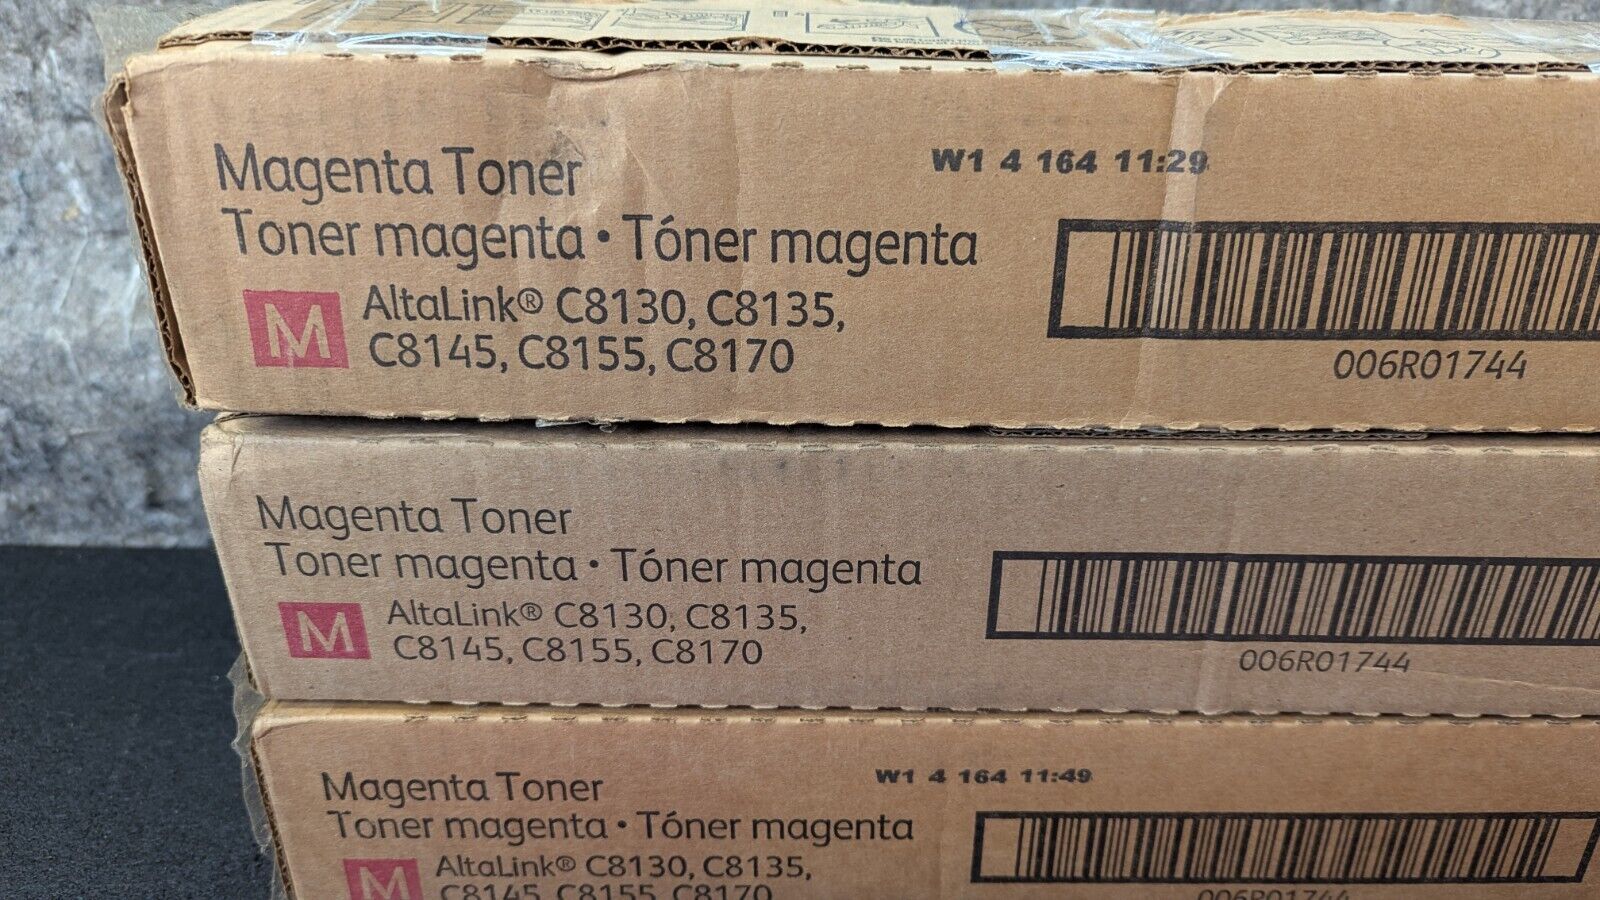 Magenta Toner
W1 4 164 11:29
Toner magenta • Tóner magenta
M
AltaLink® C8130, C8135,
C8145, C8155, C8170
006R01744
Magenta Toner
Toner magenta • Tóner magenta
M
AltaLink® C8130, C8135,
C8145, C8155, C8170
006R01744
Magenta Toner
W1 4 164 11:49
Toner magenta • Tóner magenta
M
AltaLink® C8130, C8135,
C8145, C8155, C8170
006R01744